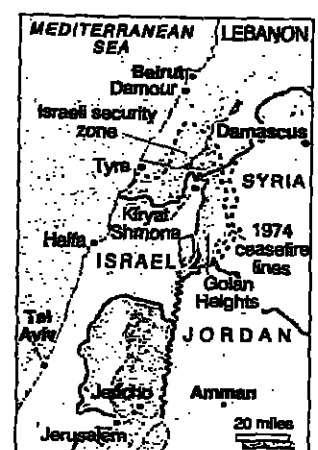 MEDITERRANEAN
SEA
LEBANON
Beirut
Damour
Israeli security
zone
Damascus
Tyre
SYRIA
Kiryat
Shmona
1974
ceasefire
lines
Haifa
ISRAEL
Golan
Heights
Tel
Aviv
JORDAN
Jericho
Amman
Jerusalem
20 miles